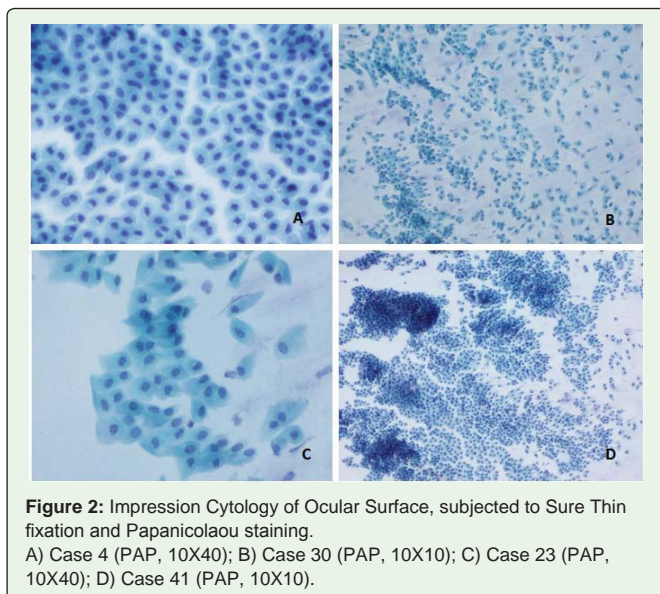 A
B
C
D
Figure 2: Impression Cytology of Ocular Surface, subjected to Sure Thin
fixation and Papanicolaou staining.
A) Case 4 (PAP, 10X40); B) Case 30 (PAP, 10X10); C) Case 23 (PAP,
10X40); D) Case 41 (PAP, 10X10).